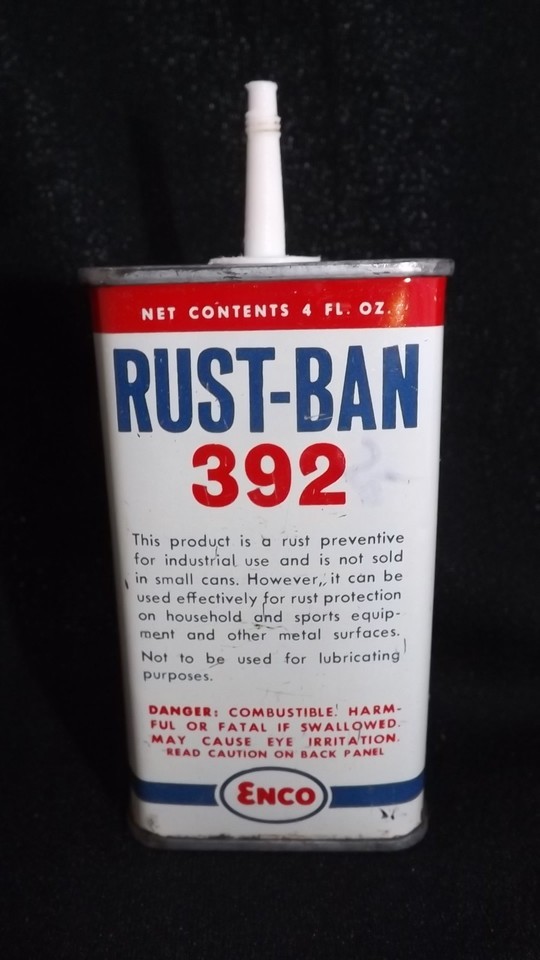 NET CONTENTS 4 FL. OZ.
RUST-BAN
392
This product is a rust preventive
for industrial use and is not sold
in small cans. However, it can be
used effectively for rust protection
on household and sports equip-
ment and other metal surfaces.
Not to be used for lubricating
purposes.
DANGER: COMBUSTIBLE. HARM-
FUL OR FATAL IF SWALLOWED.
MAY CAUSE EYE IRRITATION.
READ CAUTION ON BACK PANEL
ENCO